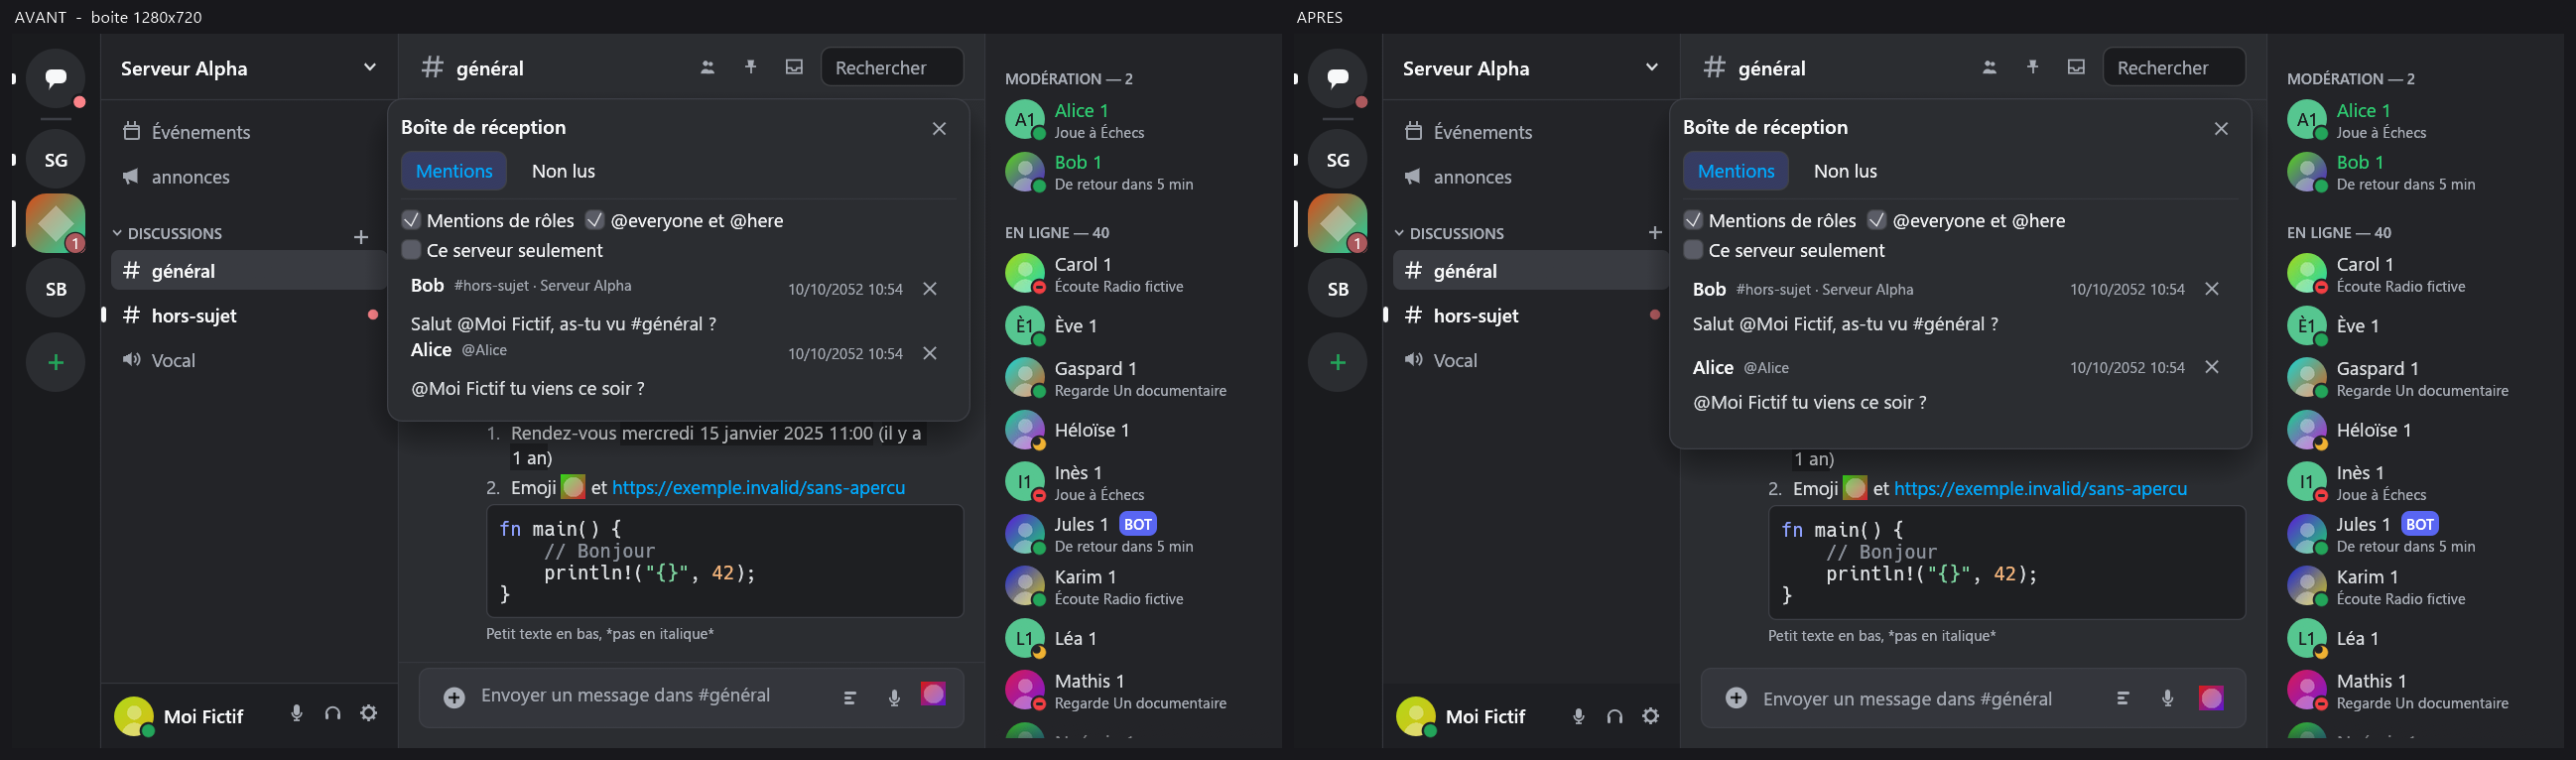 AVANT - boite 1280x720
Serveur Alpha
général
Rechercher
SG
1
SB
Événements
annonces
DISCUSSIONS
général
hors-sujet
Vocal
Boîte de réception
Mentions
Non lus
Mentions de rôles
@everyone et @here
Ce serveur seulement
Bob #hors-sujet · Serveur Alpha 10/10/2052 10:54
Salut @Moi Fictif, as-tu vu #général ?
Alice @Alice 10/10/2052 10:54
@Moi Fictif tu viens ce soir ?
1. Rendez-vous mercredi 15 janvier 2025 11:00 (il y a
1 an)
2. Emoji et https://exemple.invalid/sans-apercu
fn main() {
// Bonjour
println!("{}", 42);
}
Petit texte en bas, *pas en italique*
Moi Fictif
Envoyer un message dans #général
MODÉRATION — 2
A1
Alice 1
Joue à Échecs
Bob 1
De retour dans 5 min
EN LIGNE — 40
Carol 1
Écoute Radio fictive
È1
Ève 1
Gaspard 1
Regarde Un documentaire
Héloïse 1
I1
Inès 1
Joue à Échecs
Jules 1 BOT
De retour dans 5 min
Karim 1
Écoute Radio fictive
L1
Léa 1
Mathis 1
Regarde Un documentaire
APRES
Serveur Alpha
général
Rechercher
SG
1
SB
Événements
annonces
DISCUSSIONS
général
hors-sujet
Vocal
Boîte de réception
Mentions
Non lus
Mentions de rôles
@everyone et @here
Ce serveur seulement
Bob #hors-sujet · Serveur Alpha 10/10/2052 10:54
Salut @Moi Fictif, as-tu vu #général ?
Alice @Alice 10/10/2052 10:54
@Moi Fictif tu viens ce soir ?
1 an)
2. Emoji et https://exemple.invalid/sans-apercu
fn main() {
// Bonjour
println!("{}", 42);
}
Petit texte en bas, *pas en italique*
Moi Fictif
Envoyer un message dans #général
MODÉRATION — 2
A1
Alice 1
Joue à Échecs
Bob 1
De retour dans 5 min
EN LIGNE — 40
Carol 1
Écoute Radio fictive
È1
Ève 1
Gaspard 1
Regarde Un documentaire
Héloïse 1
I1
Inès 1
Joue à Échecs
Jules 1 BOT
De retour dans 5 min
Karim 1
Écoute Radio fictive
L1
Léa 1
Mathis 1
Regarde Un documentaire